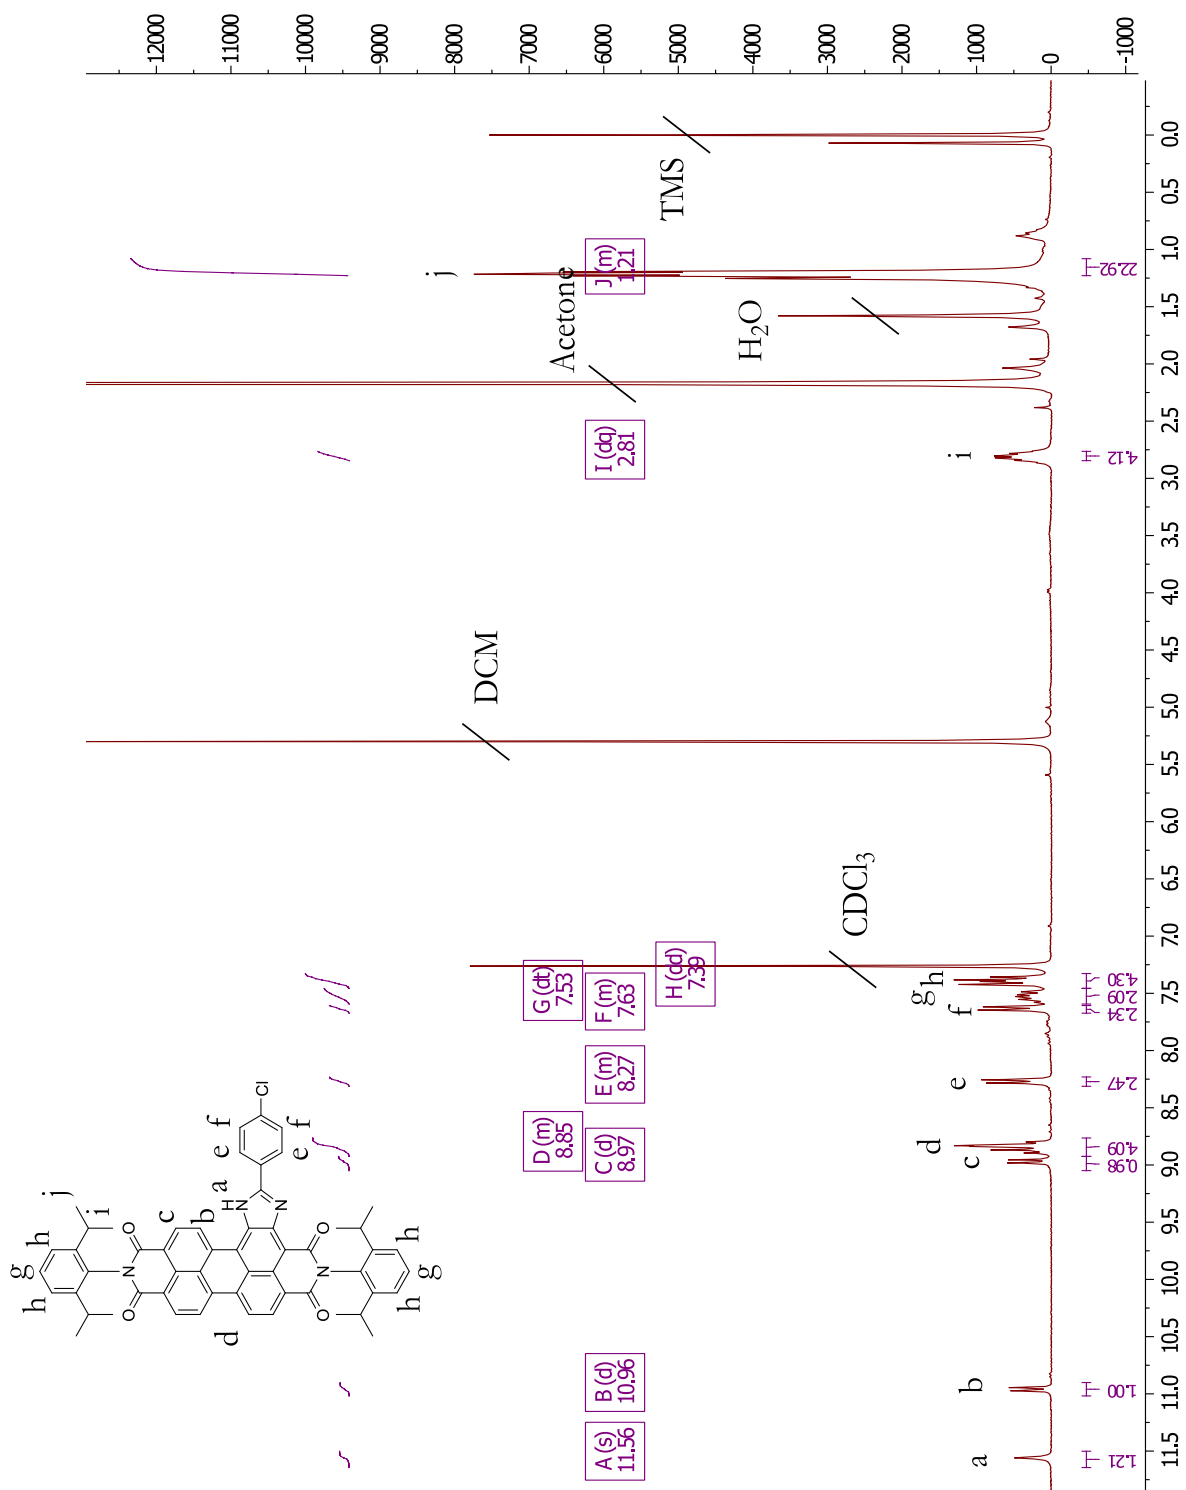 12000
11000
10000
9000
8000
7000
6000
5000
4000
3000
2000
1000
0
-1000
TMS
J (m)
1.21
j
Acetone
H2O
I (dq)
2.81
i
DCM
CDCl3
G (dt)
7.53
F (m)
7.63
H (dd)
7.39
E (m)
8.27
D (m)
8.85
C (d)
8.97
B (d)
10.96
A (s)
11.56
h
g
f
e
d
c
b
a
j
i
h
g
h
c
b
a
e
f
e
f
d
h
g
h
O
O
N
O
O
N
H
N
N
Cl
22.92
4.12
4.30
2.09
2.34
2.47
4.09
0.98
1.00
1.21
0.0
0.5
1.0
1.5
2.0
2.5
3.0
3.5
4.0
4.5
5.0
5.5
6.0
6.5
7.0
7.5
8.0
8.5
9.0
9.5
10.0
10.5
11.0
11.5